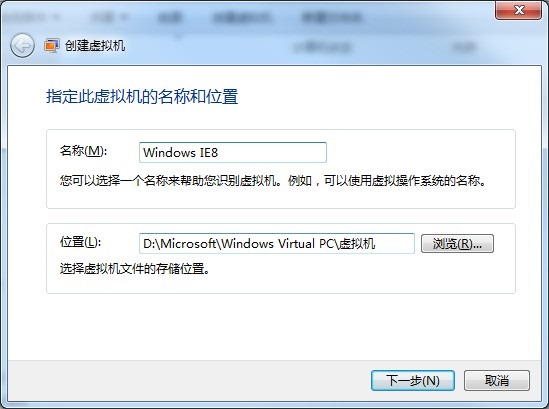 创建虚拟机
指定此虚拟机的名称和位置
名称(M): Windows IE8
您可以选择一个名称来帮助您识别虚拟机。例如，可以使用虚拟操作系统的名称。
位置(L): D:\Microsoft\Windows Virtual PC\虚拟机 浏览(R)...
选择虚拟机文件的存储位置。
下一步(N) 取消